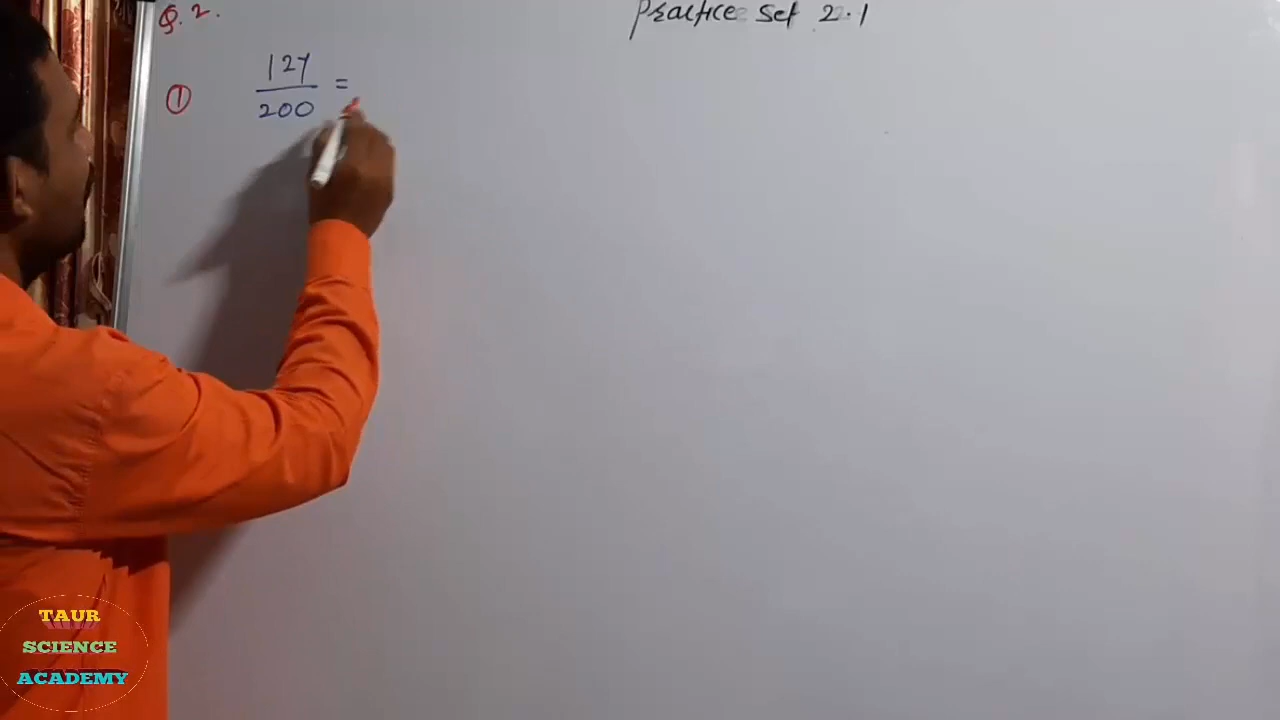 Practice Set 2.1
Q. 2.
① 127/200 =
TAUR
SCIENCE
ACADEMY